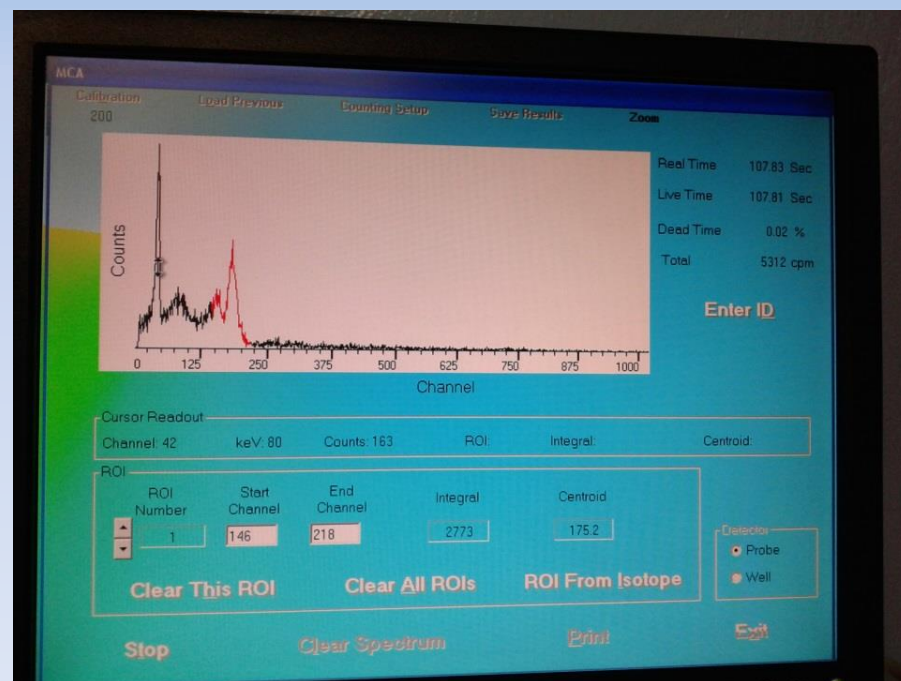 MCA
Calibration Load Previous Counting Setup Save Results Zoom
200
Real Time 107.83 Sec
Live Time 107.81 Sec
Dead Time 0.02 %
Total 5312 cpm
Enter ID
Counts
0 125 250 375 500 625 750 875 1000
Channel
Cursor Readout
Channel: 42 keV: 80 Counts: 163 ROI: Integral: Centroid:
ROI
ROI Number Start Channel End Channel Integral Centroid
1 146 218 2773 175.2
Detector
Probe
Well
Clear This ROI Clear All ROIs ROI From Isotope
Stop Clear Spectrum Print Exit